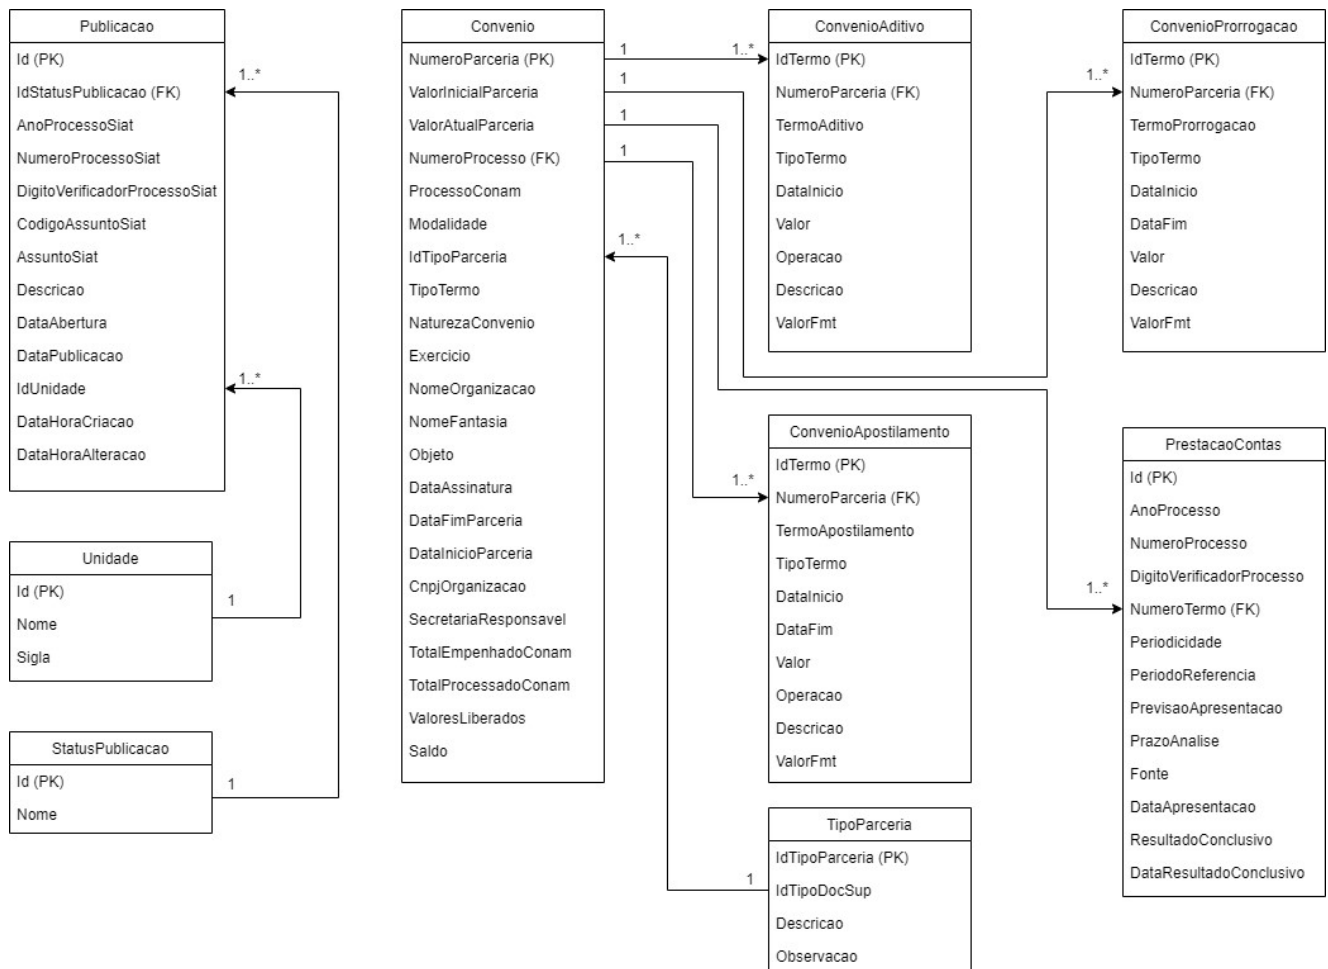 Publicacao
Id (PK)
IdStatusPublicacao (FK)
AnoProcessoSiat
NumeroProcessoSiat
DigitoVerificadorProcessoSiat
CodigoAssuntoSiat
AssuntoSiat
Descricao
DataAbertura
DataPublicacao
IdUnidade
DataHoraCriacao
DataHoraAlteracao
1..*
1..*
Unidade
Id (PK)
Nome
Sigla
1
StatusPublicacao
Id (PK)
Nome
1
Convenio
NumeroParceria (PK)
ValorInicialParceria
ValorAtualParceria
NumeroProcesso (FK)
ProcessoConam
Modalidade
IdTipoParceria
TipoTermo
NaturezaConvenio
Exercicio
NomeOrganizacao
NomeFantasia
Objeto
DataAssinatura
DataFimParceria
DataInicioParceria
CnpjOrganizacao
SecretariaResponsavel
TotalEmpenhadoConam
TotalProcessadoConam
ValoresLiberados
Saldo
1
1
1
1
1..*
1..*
ConvenioAditivo
IdTermo (PK)
NumeroParceria (FK)
TermoAditivo
TipoTermo
DataInicio
Valor
Operacao
Descricao
ValorFmt
1..*
ConvenioApostilamento
IdTermo (PK)
NumeroParceria (FK)
TermoApostilamento
TipoTermo
DataInicio
DataFim
Valor
Operacao
Descricao
ValorFmt
1
TipoParceria
IdTipoParceria (PK)
IdTipoDocSup
Descricao
Observacao
1..*
ConvenioProrrogacao
IdTermo (PK)
NumeroParceria (FK)
TermoProrrogacao
TipoTermo
DataInicio
DataFim
Valor
Descricao
ValorFmt
1..*
PrestacaoContas
Id (PK)
AnoProcesso
NumeroProcesso
DigitoVerificadorProcesso
NumeroTermo (FK)
Periodicidade
PeriodoReferencia
PrevisaoApresentacao
PrazoAnalise
Fonte
DataApresentacao
ResultadoConclusivo
DataResultadoConclusivo